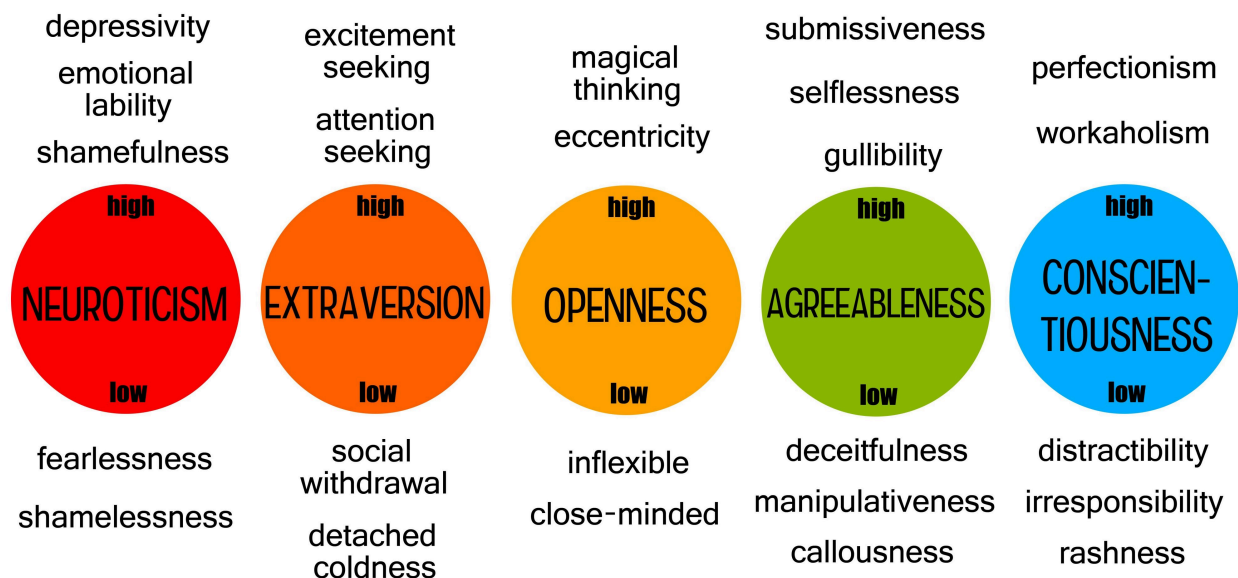 depressivity
emotional
lability
shamefulness
high
NEUROTICISM
low
fearlessness
shamelessness
excitement
seeking
attention
seeking
high
EXTRAVERSION
low
social
withdrawal
detached
coldness
magical
thinking
eccentricity
high
OPENNESS
low
inflexible
close-minded
submissiveness
selflessness
gullibility
high
AGREEABLENESS
low
deceitfulness
manipulativeness
callousness
perfectionism
workaholism
high
CONSCIEN-
TIOUSNESS
low
distractibility
irresponsibility
rashness